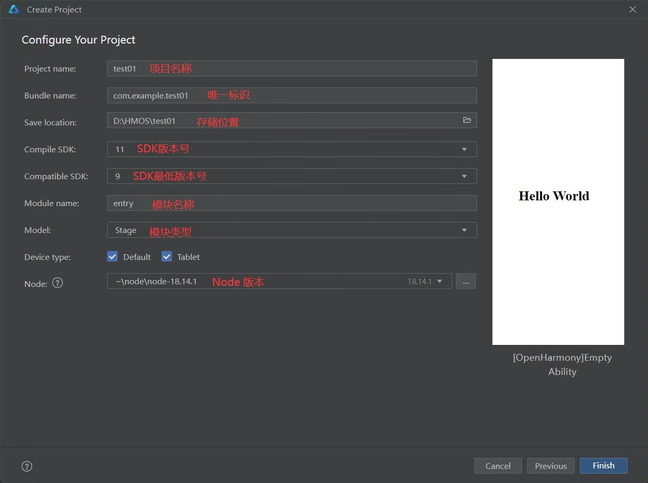 Create Project
Configure Your Project
Project name: test01 项目名称
Bundle name: com.example.test01 唯一标识
Save location: D:\HMOS\test01 存储位置
Compile SDK: 11 SDK版本号
Compatible SDK: 9 SDK最低版本号
Module name: entry 模块名称
Model: Stage 模块类型
Device type: Default Tablet
Node: ? ~\node\node-18.14.1 Node 版本 18.14.1 ...
Hello World
[OpenHarmony]Empty
Ability
? Cancel Previous Finish